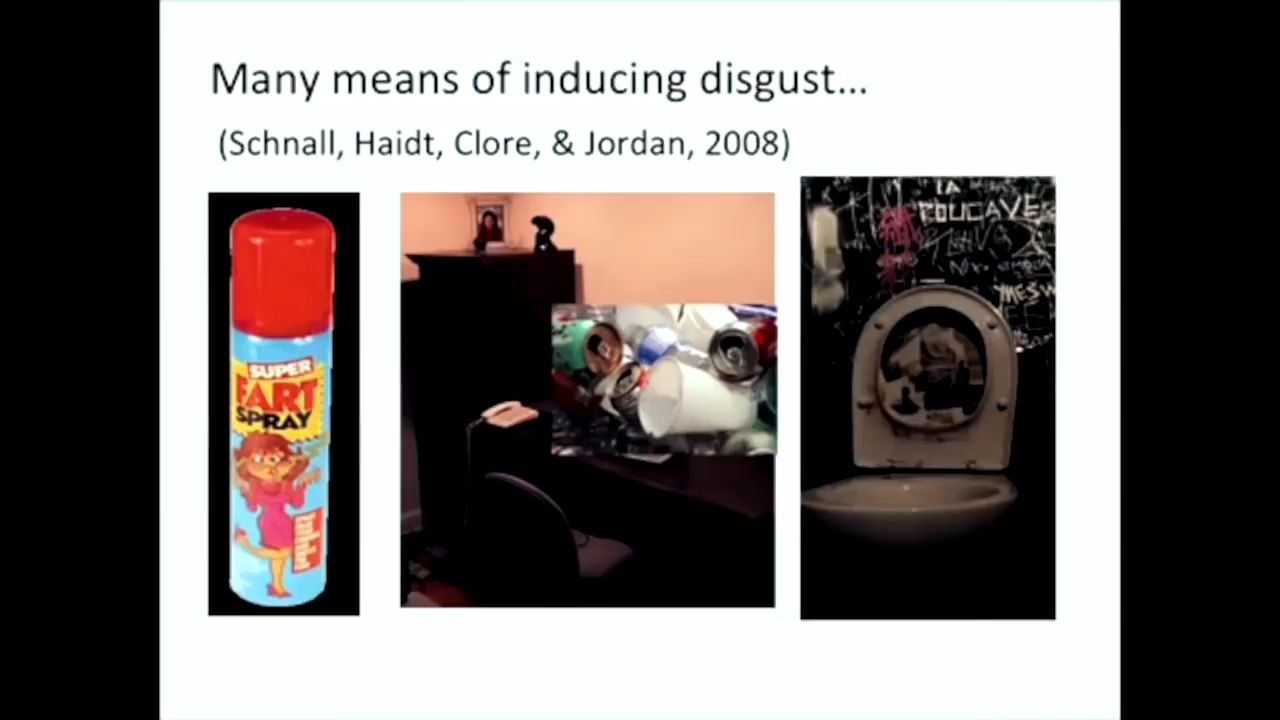 Many means of inducing disgust…
(Schnall, Haidt, Clore, & Jordan, 2008)
SUPER
FART
SPRAY